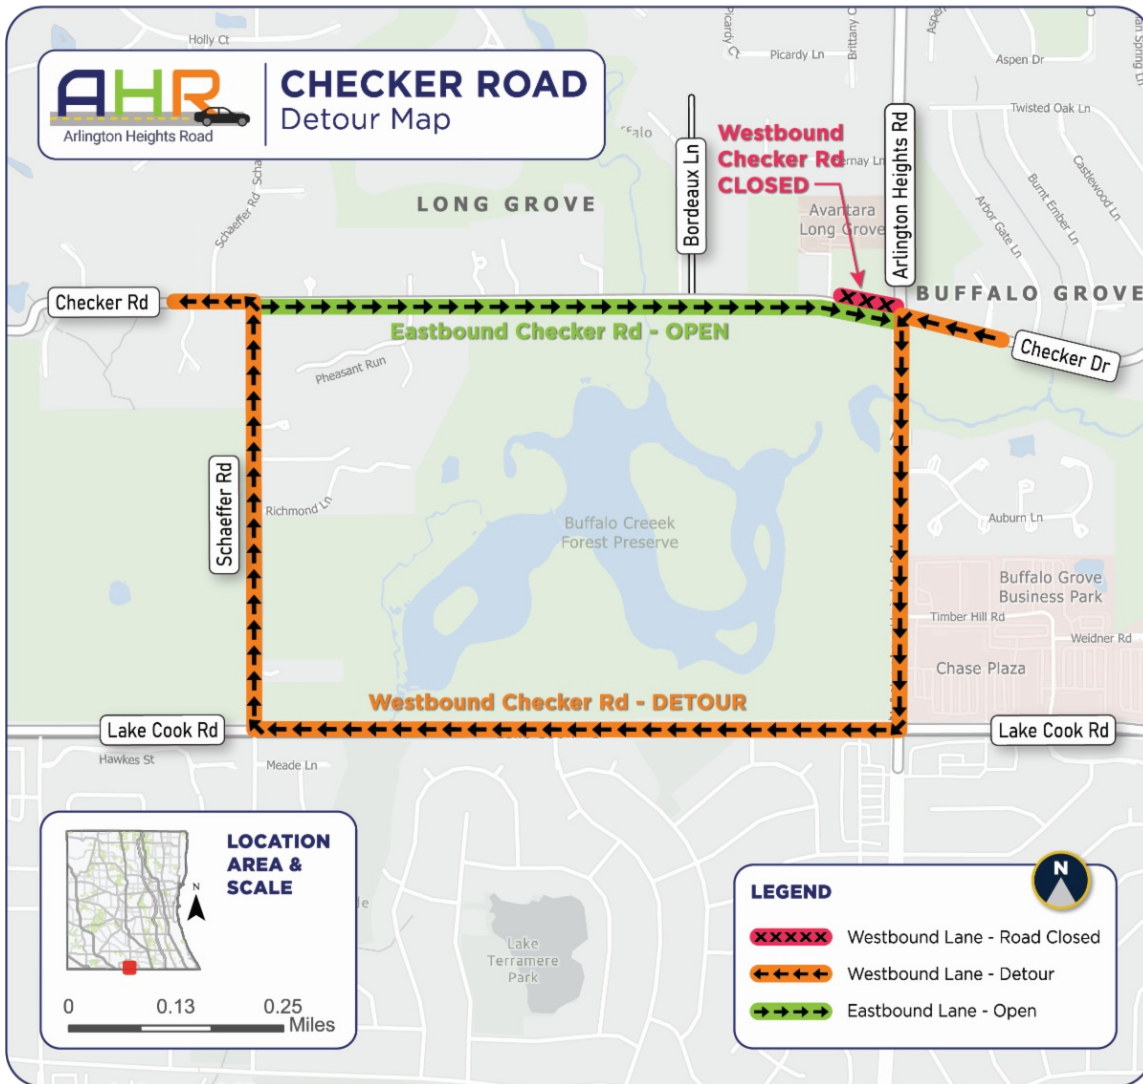 Holly Ct
AHR
Arlington Heights Road
CHECKER ROAD
Detour Map
Picardy Ct
Picardy Ln
Brittany Ct
Aspen Dr
Twisted Oak Ln
Castlewood Ln
Burnt Ember Ln
Arbor Gate Ln
Westbound
Checker Rd
CLOSED
Arlington Heights Rd
Bordeaux Ln
Avantara
Long Grove
LONG GROVE
BUFFALO GROVE
Schaeffer Rd
Checker Rd
Eastbound Checker Rd - OPEN
Checker Dr
Pheasant Run
Schaeffer Rd
Richmond Ln
Buffalo Creeek
Forest Preserve
Auburn Ln
Buffalo Grove
Business Park
Timber Hill Rd
Weidner Rd
Chase Plaza
Westbound Checker Rd - DETOUR
Lake Cook Rd
Lake Cook Rd
Hawkes St
Meade Ln
LOCATION
AREA &
SCALE
N
0 0.13 0.25
Miles
Lake
Terramere
Park
N
LEGEND
Westbound Lane - Road Closed
Westbound Lane - Detour
Eastbound Lane - Open